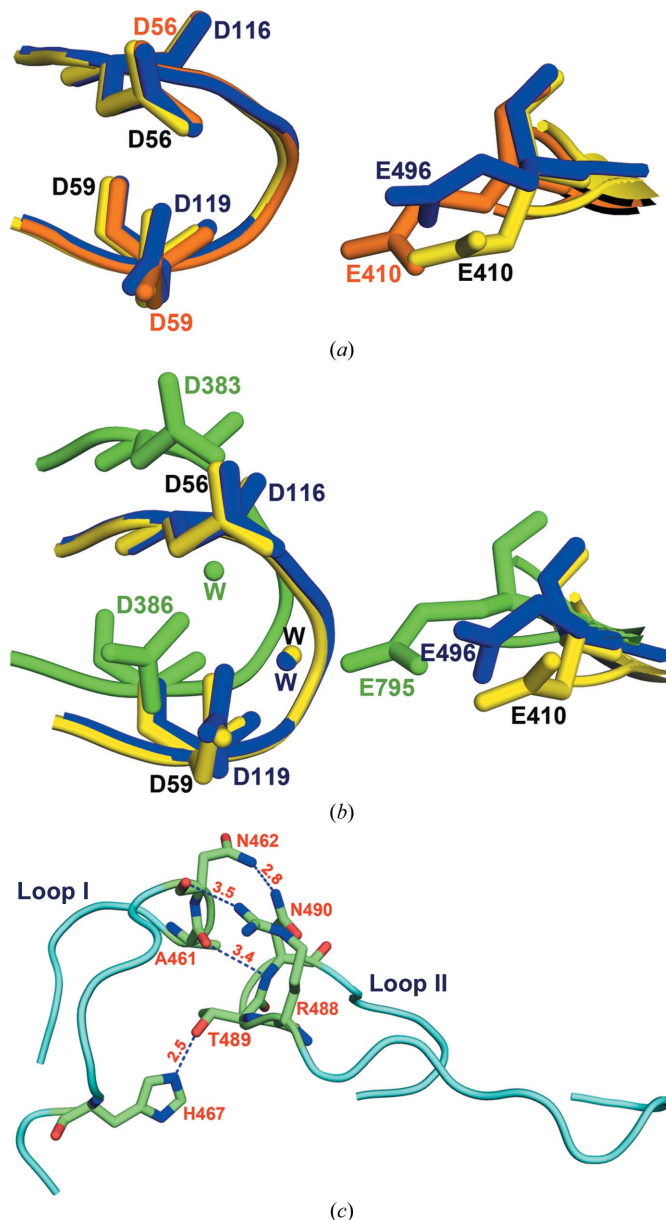 D56
D116
D56
D59
D119
D59
E496
E410
E410
(a)
D383
D56
D116
W
D386
W
W
E496
E795
E410
D59
D119
(b)
N462
Loop I
2.8
3.5
N490
A461
3.4
Loop II
R488
T489
2.5
H467
(c)